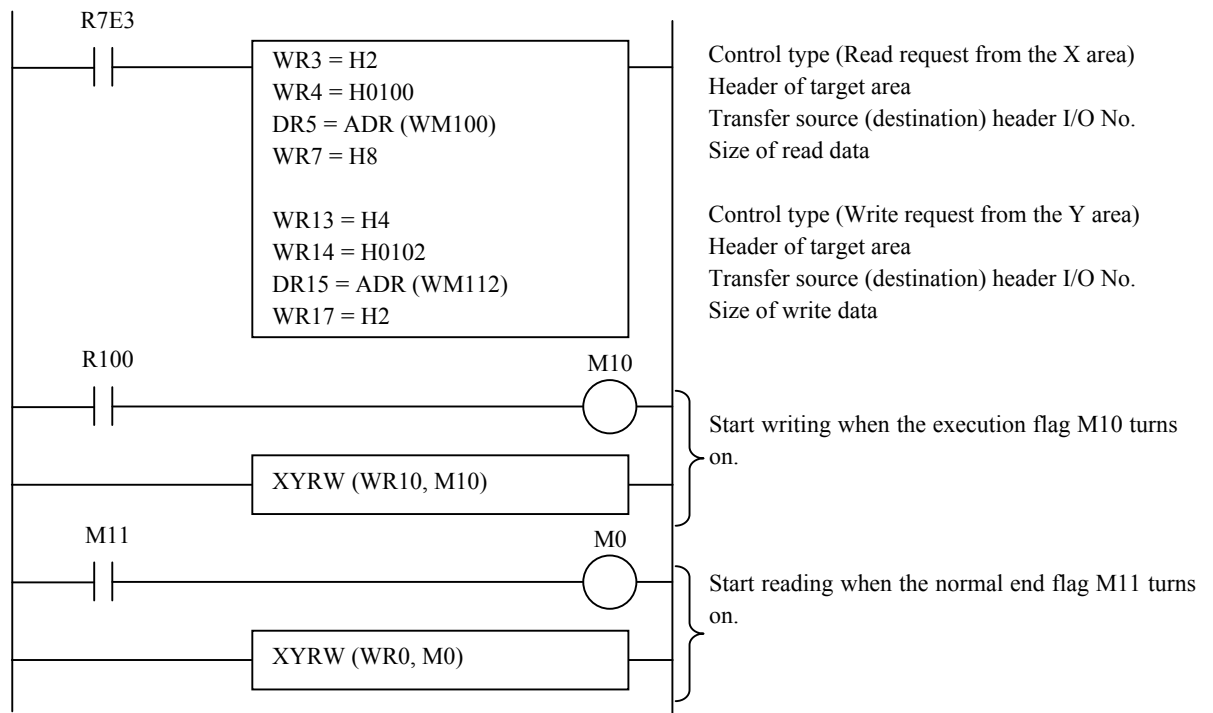 R7E3
WR3 = H2
WR4 = H0100
DR5 = ADR (WM100)
WR7 = H8
WR13 = H4
WR14 = H0102
DR15 = ADR (WM112)
WR17 = H2
Control type (Read request from the X area)
Header of target area
Transfer source (destination) header I/O No.
Size of read data
Control type (Write request from the Y area)
Header of target area
Transfer source (destination) header I/O No.
Size of write data
R100
M10
XYRW (WR10, M10)
Start writing when the execution flag M10 turns
on.
M11
M0
XYRW (WR0, M0)
Start reading when the normal end flag M11 turns
on.